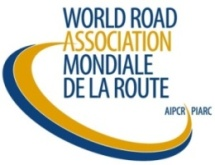 WORLD ROAD
ASSOCIATION
MONDIALE
DE LA ROUTE
AIPCR PIARC